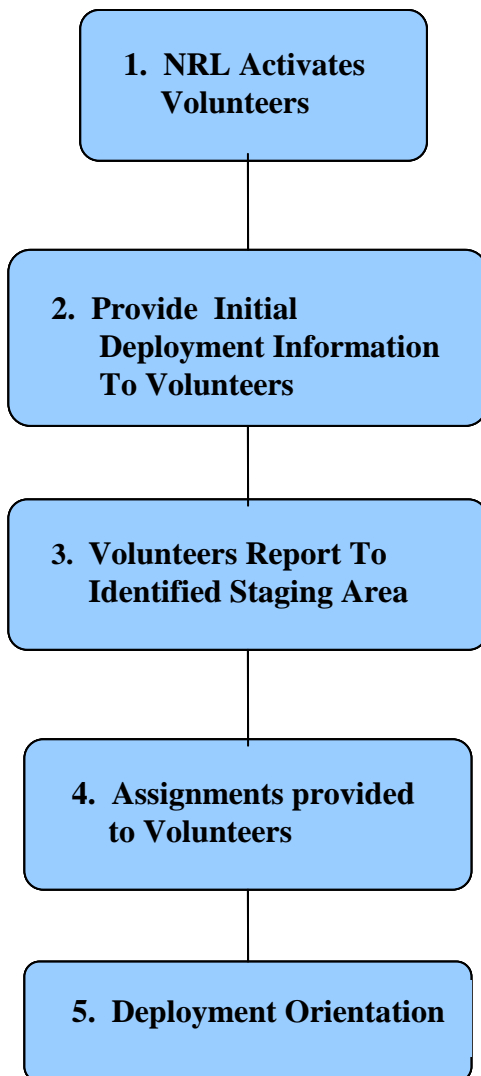 1. NRL Activates
Volunteers
2. Provide Initial
Deployment Information
To Volunteers
3. Volunteers Report To
Identified Staging Area
4. Assignments provided
to Volunteers
5. Deployment Orientation